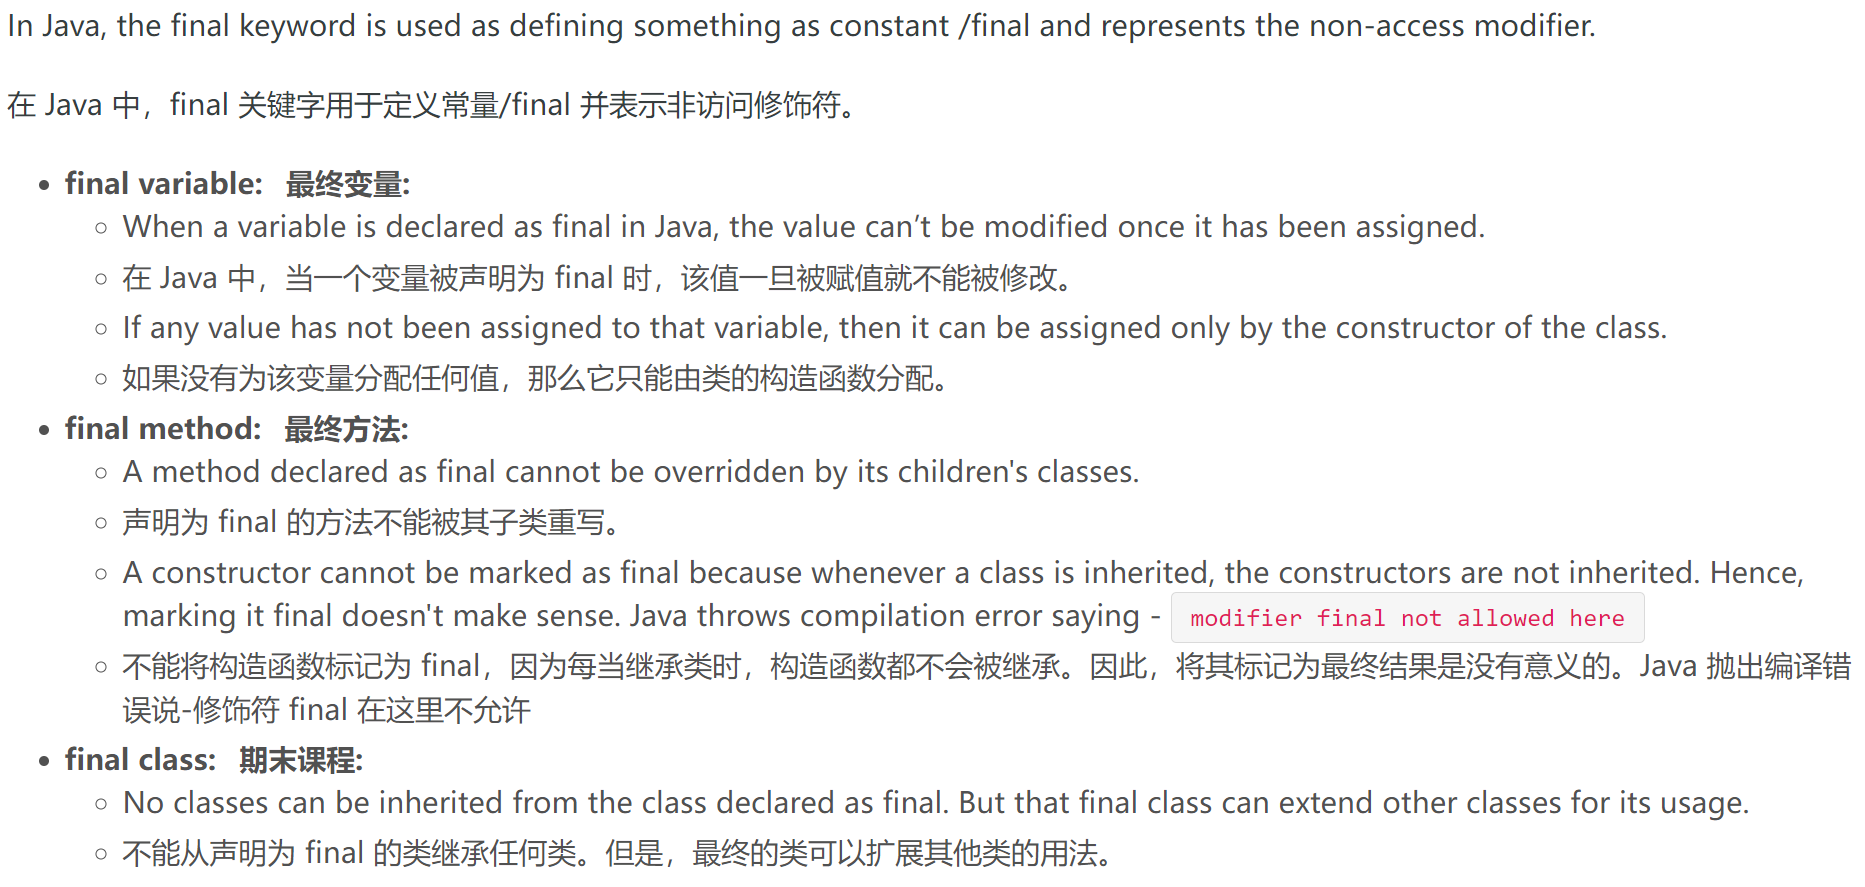 In Java, the final keyword is used as defining something as constant /final and represents the non-access modifier.
在 Java 中，final 关键字用于定义常量/final 并表示非访问修饰符。
• final variable: 最终变量:
◦ When a variable is declared as final in Java, the value can’t be modified once it has been assigned.
◦ 在 Java 中，当一个变量被声明为 final 时，该值一旦被赋值就不能被修改。
◦ If any value has not been assigned to that variable, then it can be assigned only by the constructor of the class.
◦ 如果没有为该变量分配任何值，那么它只能由类的构造函数分配。
• final method: 最终方法:
◦ A method declared as final cannot be overridden by its children's classes.
◦ 声明为 final 的方法不能被其子类重写。
◦ A constructor cannot be marked as final because whenever a class is inherited, the constructors are not inherited. Hence,
marking it final doesn't make sense. Java throws compilation error saying - modifier final not allowed here
◦ 不能将构造函数标记为 final，因为每当继承类时，构造函数都不会被继承。因此，将其标记为最终结果是没有意义的。Java 抛出编译错
误说-修饰符 final 在这里不允许
• final class: 期末课程:
◦ No classes can be inherited from the class declared as final. But that final class can extend other classes for its usage.
◦ 不能从声明为 final 的类继承任何类。但是，最终的类可以扩展其他类的用法。